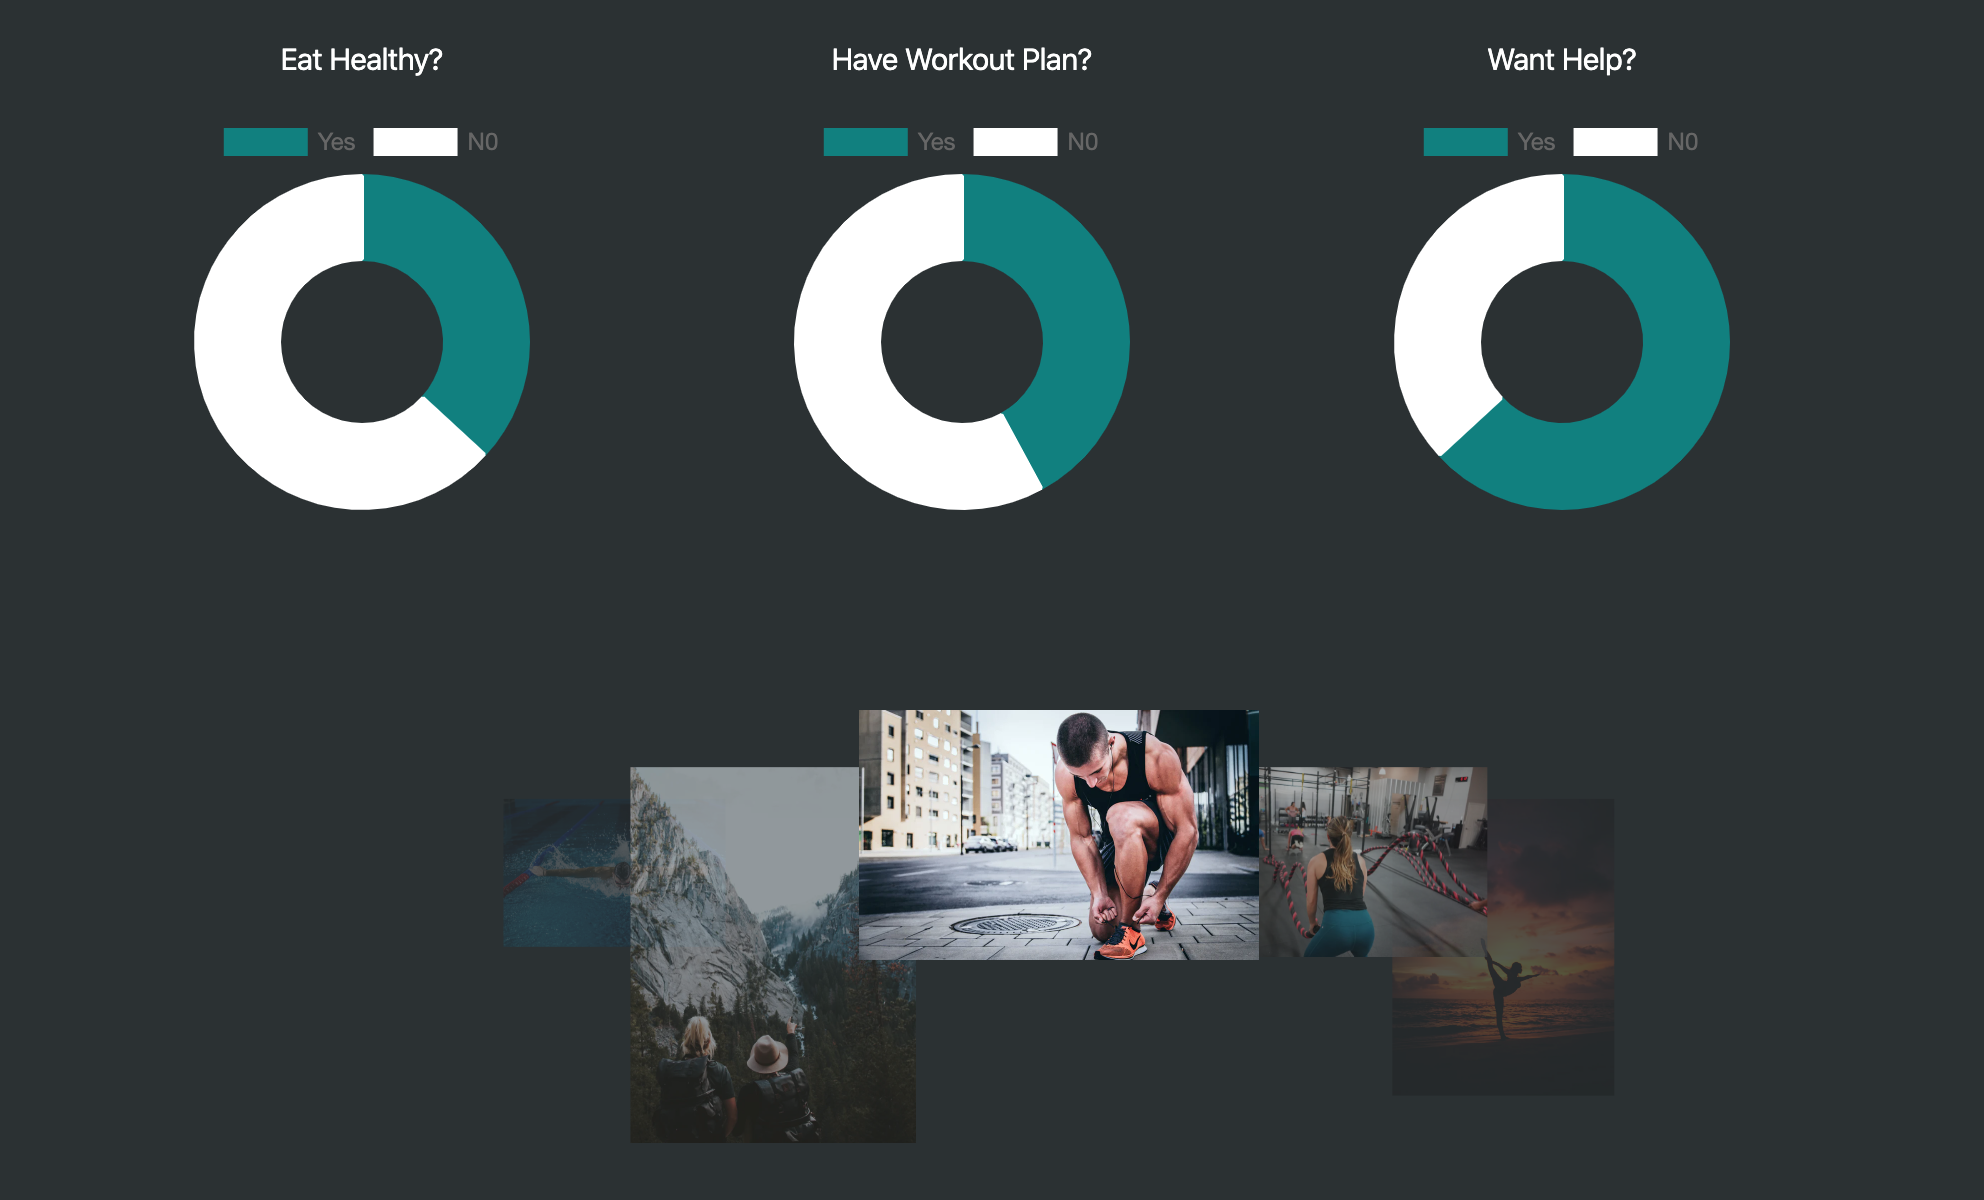 Eat Healthy?
Have Workout Plan?
Want Help?
Yes N0
Yes N0
Yes N0